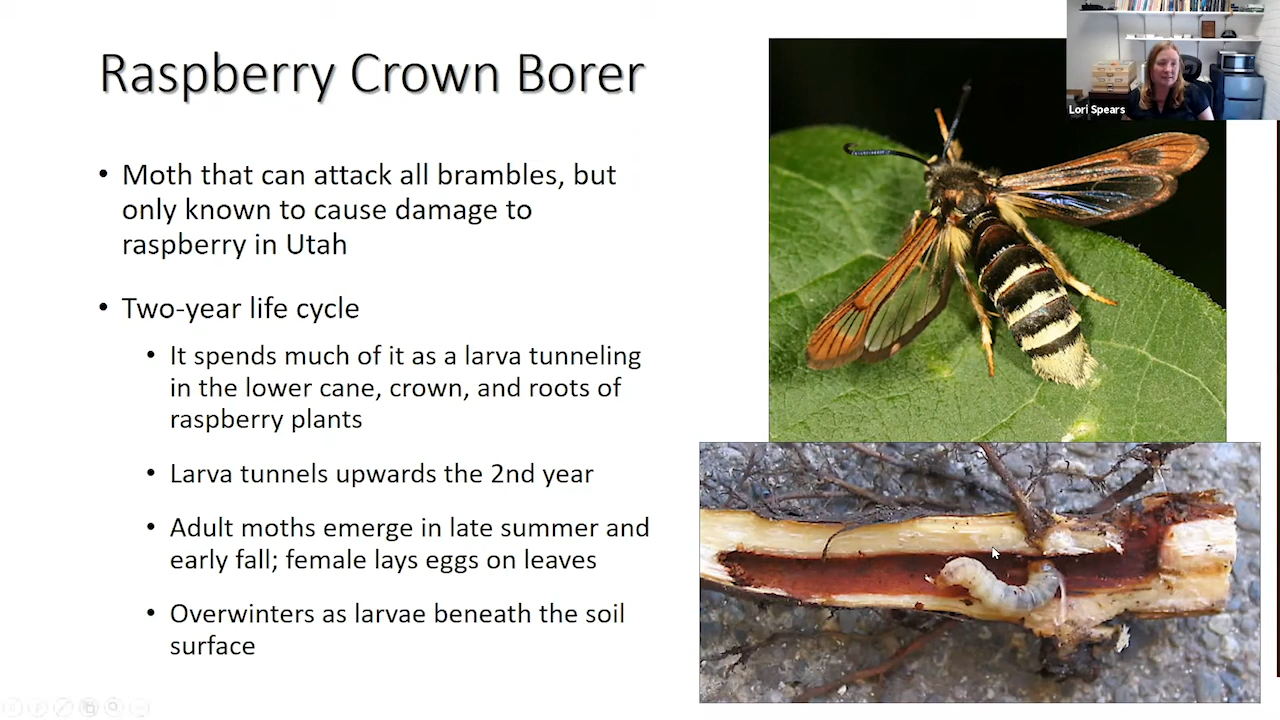 Raspberry Crown Borer
Lori Spears
• Moth that can attack all brambles, but
only known to cause damage to
raspberry in Utah
• Two-year life cycle
• It spends much of it as a larva tunneling
in the lower cane, crown, and roots of
raspberry plants
• Larva tunnels upwards the 2nd year
• Adult moths emerge in late summer and
early fall; female lays eggs on leaves
• Overwinters as larvae beneath the soil
surface